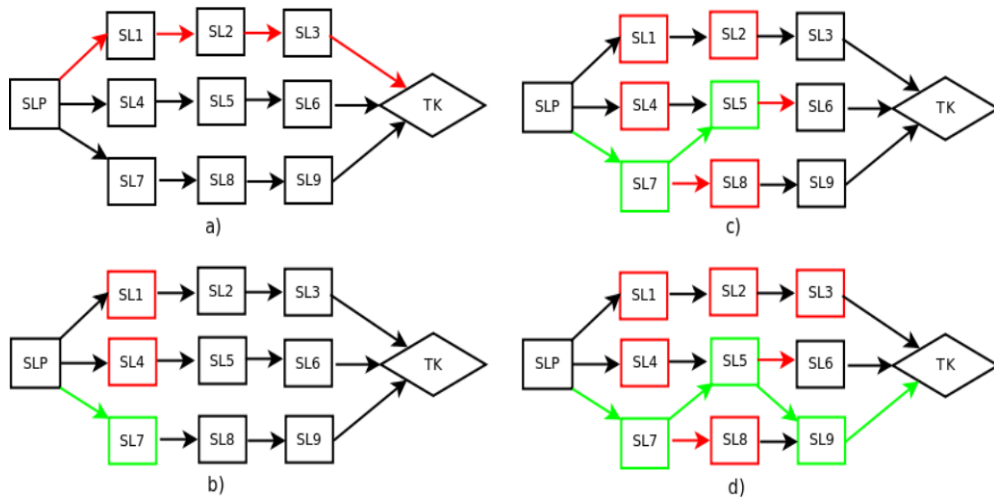 SL1 SL2 SL3
SLP SL4 SL5 SL6 TK
SL7 SL8 SL9
a)
SL1 SL2 SL3
SLP SL4 SL5 SL6 TK
SL7 SL8 SL9
b)
SL1 SL2 SL3
SLP SL4 SL5 SL6 TK
SL7 SL8 SL9
c)
SL1 SL2 SL3
SLP SL4 SL5 SL6 TK
SL7 SL8 SL9
d)